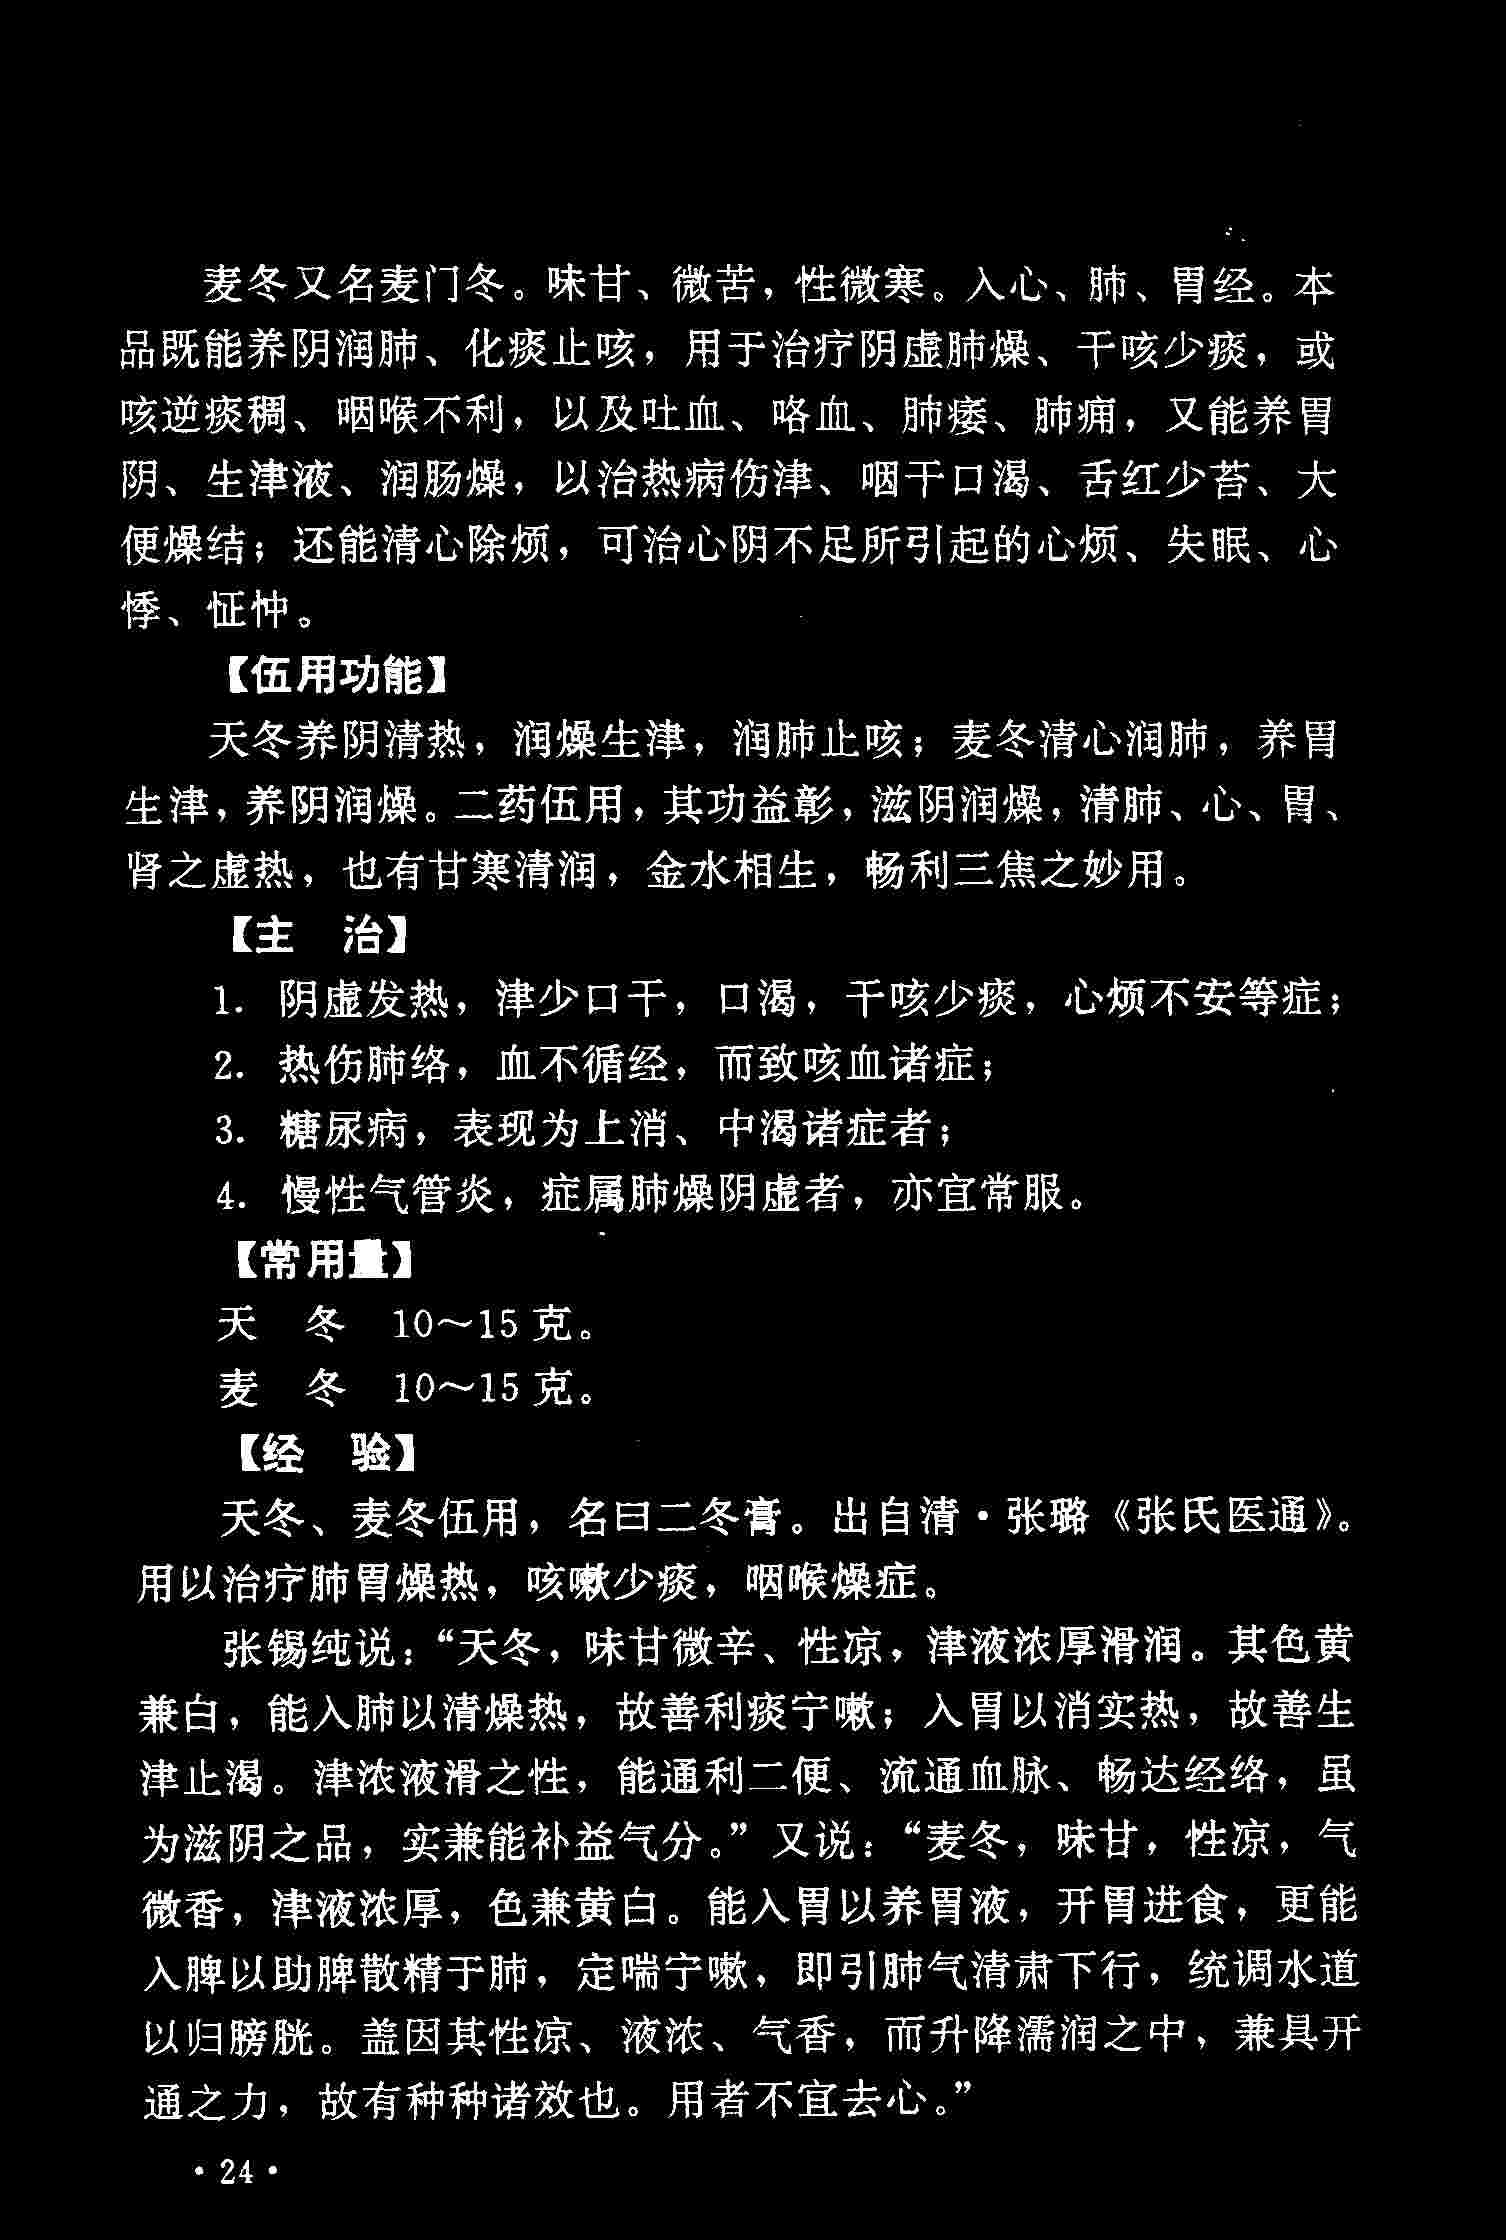 麦冬又名麦门冬。味甘、微苦，性微寒。入心、肺、胃经。本
品既能养阴润肺、化痰止咳，用于治疗阴虚肺燥、干咳少痰，或
咳逆痰稠、咽喉不利，以及吐血、咯血、肺痿、肺痈，又能养胃
阴、生津液、润肠燥，以治热病伤津、咽干口渴、舌红少苔、大
便燥结；还能清心除烦，可治心阴不足所引起的心烦、失眠、心
悸、怔忡。
【伍用功能】
天冬养阴清热，润燥生津，润肺止咳；麦冬清心润肺，养胃
生津，养阴润燥。二药伍用，其功益彰，滋阴润燥，清肺、心、胃、
肾之虚热，也有甘寒清润，金水相生，畅利三焦之妙用。
【主　治】
1. 阴虚发热，津少口干，口渴，干咳少痰，心烦不安等症；
2. 热伤肺络，血不循经，而致咳血诸症；
3. 糖尿病，表现为上消、中渴诸症者；
4. 慢性气管炎，症属肺燥阴虚者，亦宜常服。
【常用量】
天　冬　10～15 克。
麦　冬　10～15 克。
【经　验】
天冬、麦冬伍用，名曰二冬膏。出自清·张璐《张氏医通》。
用以治疗肺胃燥热，咳嗽少痰，咽喉燥症。
张锡纯说：“天冬，味甘微辛、性凉，津液浓厚滑润。其色黄
兼白，能入肺以清燥热，故善利痰宁嗽；入胃以消实热，故善生
津止渴。津浓液滑之性，能通利二便、流通血脉、畅达经络，虽
为滋阴之品，实兼能补益气分。”又说：“麦冬，味甘，性凉，气
微香，津液浓厚，色兼黄白。能入胃以养胃液，开胃进食，更能
入脾以助脾散精于肺，定喘宁嗽，即引肺气清肃下行，统调水道
以归膀胱。盖因其性凉、液浓、气香，而升降濡润之中，兼具开
通之力，故有种种诸效也。用者不宜去心。”
·24·